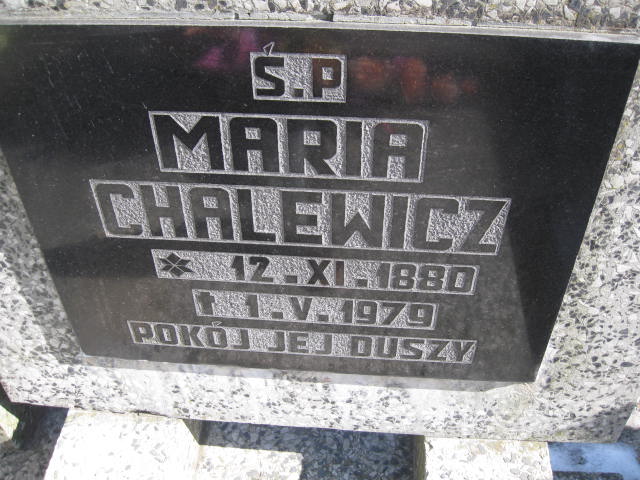 Ś.P
MARIA
CHALEWICZ
* 12.XI.1880
† 1.V.1979
POKÓJ JEJ DUSZY